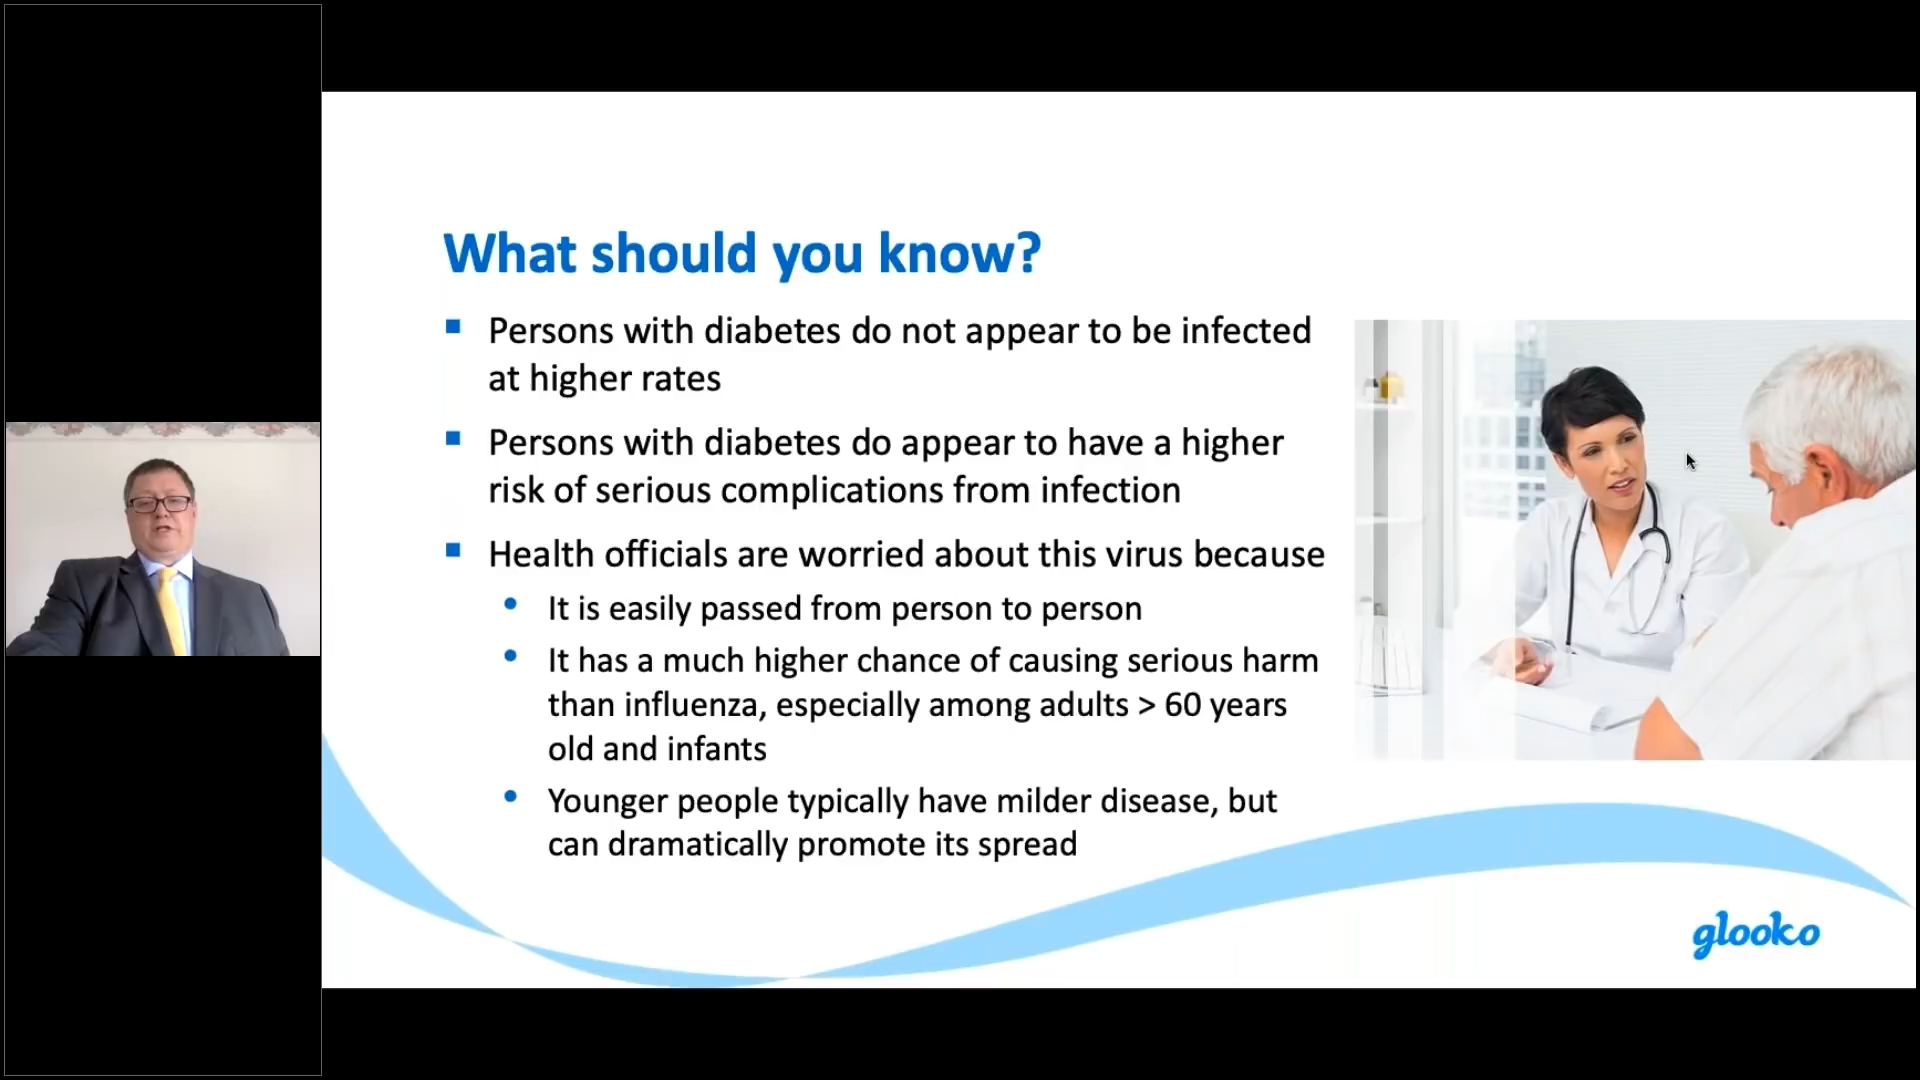 What should you know?
Persons with diabetes do not appear to be infected
at higher rates
Persons with diabetes do appear to have a higher
risk of serious complications from infection
Health officials are worried about this virus because
It is easily passed from person to person
It has a much higher chance of causing serious harm
than influenza, especially among adults > 60 years
old and infants
Younger people typically have milder disease, but
can dramatically promote its spread
glooko